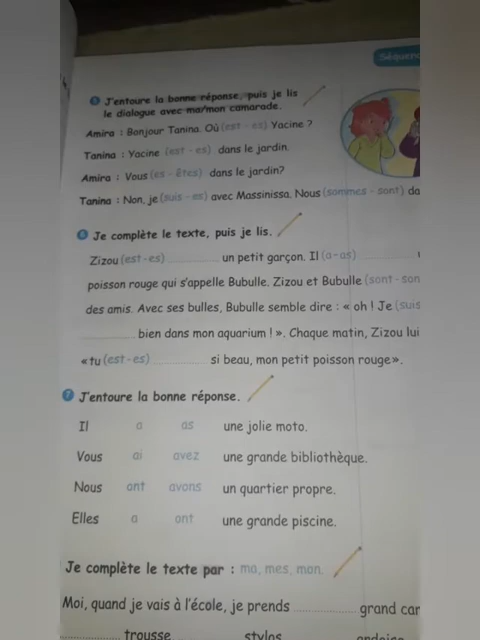 Séquenc
5 J'entoure la bonne réponse, puis je lis
le dialogue avec ma/mon camarade.
Amira : Bonjour Tanina. Où (est - es) Yacine ?
Tanina : Yacine (est - es) dans le jardin.
Amira : Vous (es - êtes) dans le jardin?
Tanina : Non, je (suis - es) avec Massinissa. Nous (sommes - sont) da
6 Je complète le texte, puis je lis.
Zizou (est-es) ............ un petit garçon. Il (a-as) ............
poisson rouge qui s'appelle Bubulle. Zizou et Bubulle (sont-son
des amis. Avec ses bulles, Bubulle semble dire : « oh ! Je (suis
............ bien dans mon aquarium ! ». Chaque matin, Zizou lui
«tu (est-es) ............ si beau, mon petit poisson rouge».
7 J'entoure la bonne réponse.
Il a as une jolie moto.
Vous ai avez une grande bibliothèque.
Nous ont avons un quartier propre.
Elles a ont une grande piscine.
Je complète le texte par : ma, mes, mon.
Moi, quand je vais à l'école, je prends ............ grand car
............ trousse ............ stylos